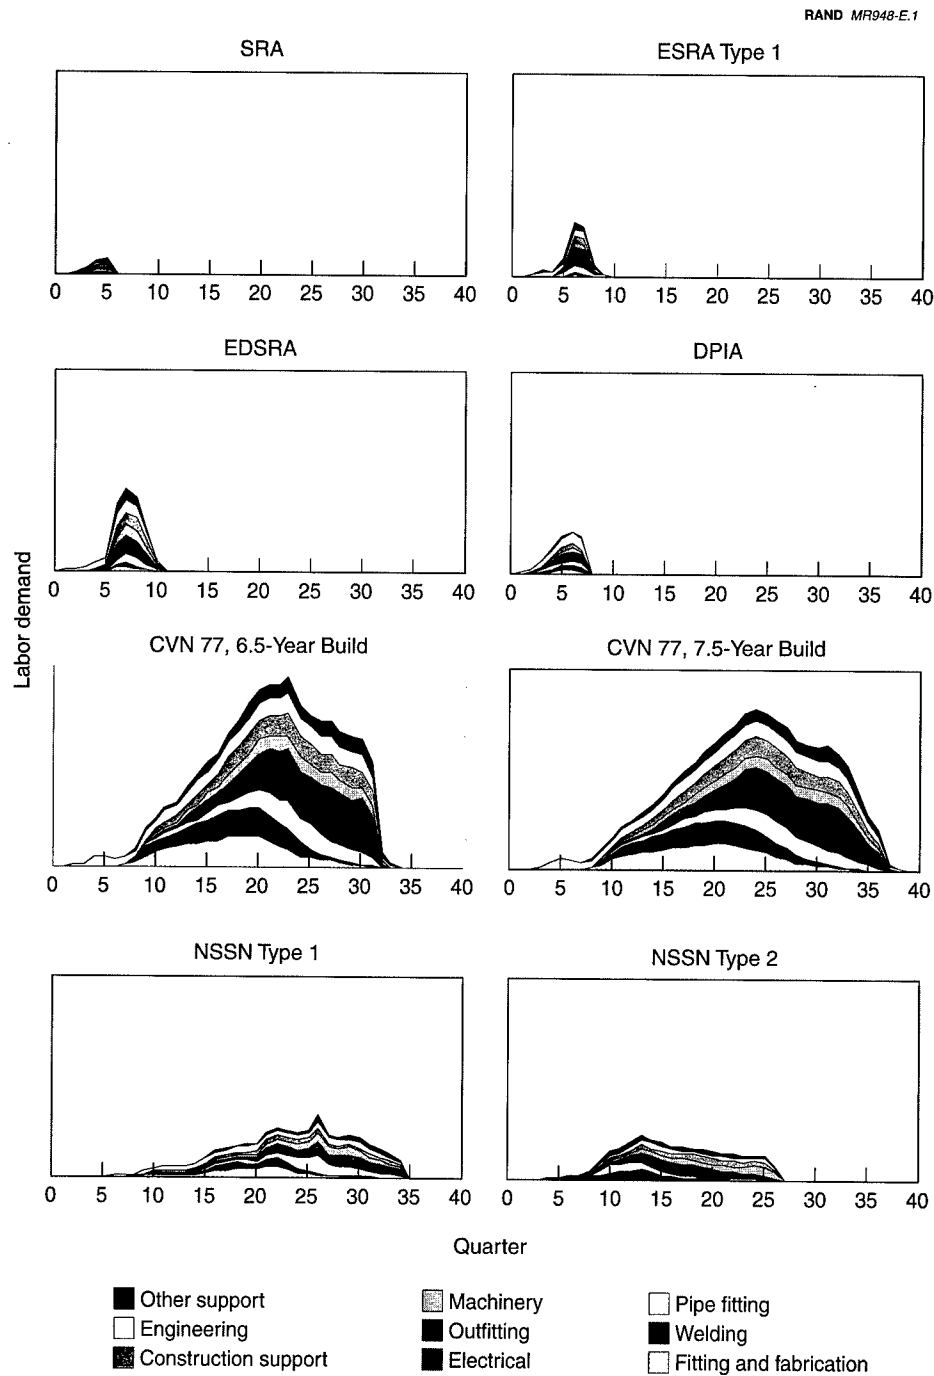 RAND MR948-E.1
SRA
ESRA Type 1
0 5 10 15 20 25 30 35 40
0 5 10 15 20 25 30 35 40
EDSRA
DPIA
0 5 10 15 20 25 30 35 40
0 5 10 15 20 25 30 35 40
Labor demand
CVN 77, 6.5-Year Build
CVN 77, 7.5-Year Build
0 5 10 15 20 25 30 35 40
0 5 10 15 20 25 30 35 40
NSSN Type 1
NSSN Type 2
0 5 10 15 20 25 30 35 40
0 5 10 15 20 25 30 35 40
Quarter
Other support
Engineering
Construction support
Machinery
Outfitting
Electrical
Pipe fitting
Welding
Fitting and fabrication